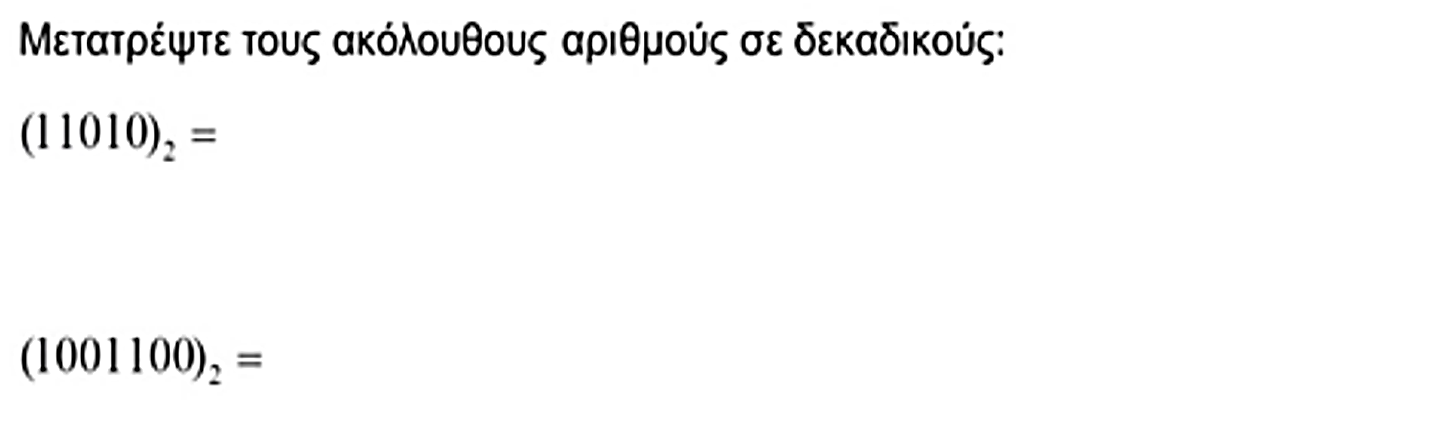 Μετατρέψτε τους ακόλουθους αριθμούς σε δεκαδικούς:
(11010)₂ =
(1001100)₂ =